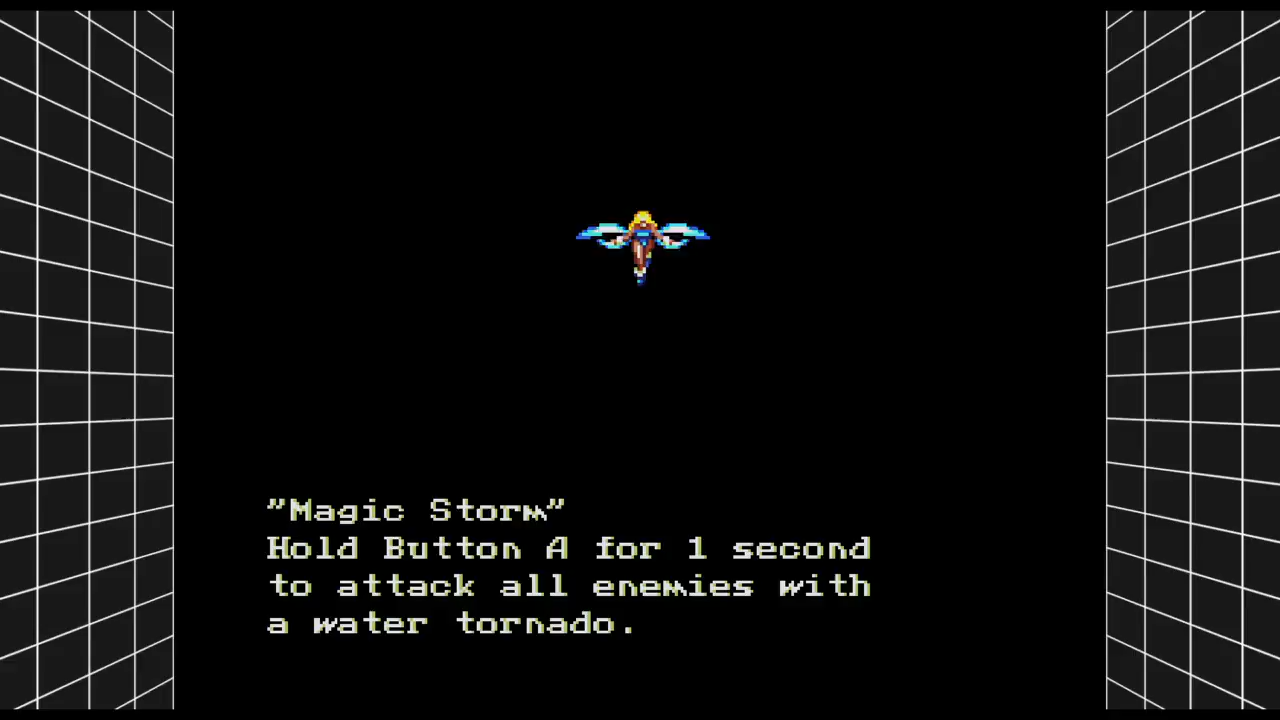 "Magic Storm"
Hold Button A for 1 second
to attack all enemies with
a water tornado.